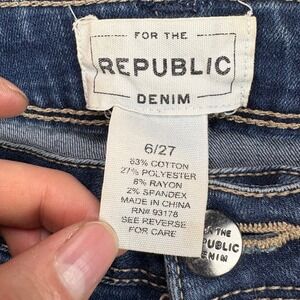 FOR THE
REPUBLIC
DENIM
6/27
63% COTTON
27% POLYESTER
8% RAYON
2% SPANDEX
MADE IN CHINA
RN# 93178
SEE REVERSE
FOR CARE
FOR THE
REPUBLIC
DENIM